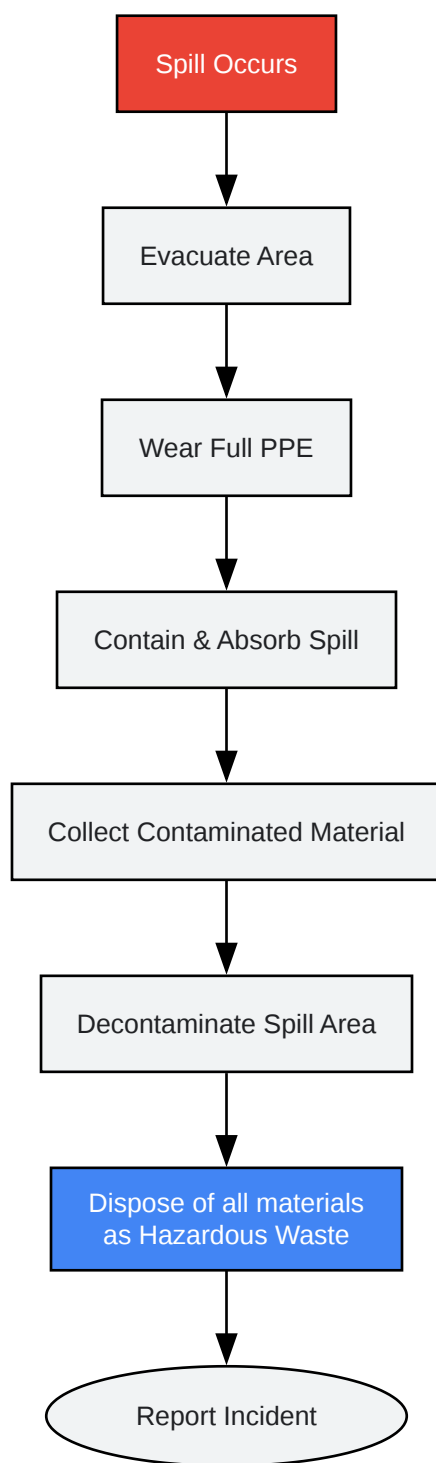 Spill Occurs
Evacuate Area
Wear Full PPE
Contain & Absorb Spill
Collect Contaminated Material
Decontaminate Spill Area
Dispose of all materials
as Hazardous Waste
Report Incident